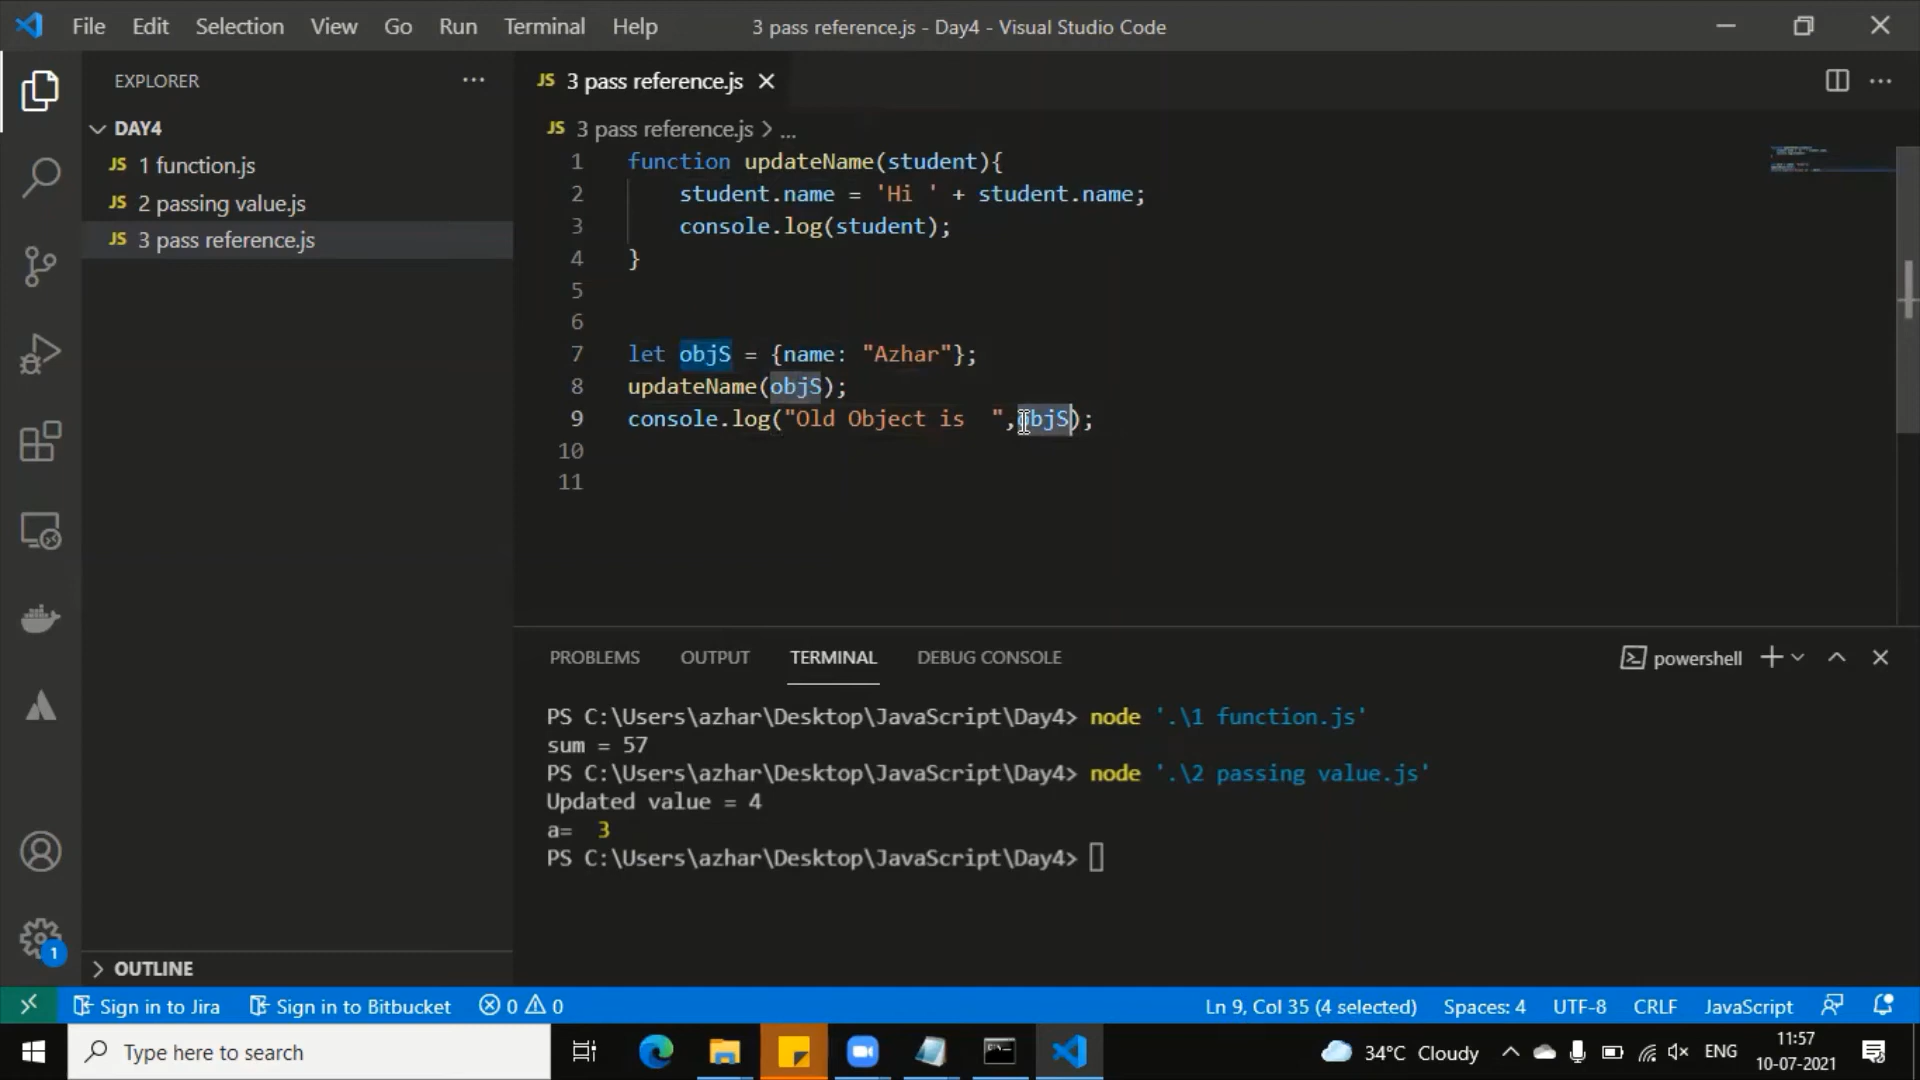 File Edit Selection View Go Run Terminal Help 3 pass reference.js - Day4 - Visual Studio Code
EXPLORER
DAY4
JS 1 function.js
JS 2 passing value.js
JS 3 pass reference.js
OUTLINE
JS 3 pass reference.js
JS 3 pass reference.js > ...
1 function updateName(student){
2 student.name = 'Hi ' + student.name;
3 console.log(student);
4 }
5
6
7 let objS = {name: "Azhar"};
8 updateName(objS);
9 console.log("Old Object is  ",objS);
10
11
PROBLEMS OUTPUT TERMINAL DEBUG CONSOLE powershell
PS C:\Users\azhar\Desktop\JavaScript\Day4> node '.\1 function.js'
sum = 57
PS C:\Users\azhar\Desktop\JavaScript\Day4> node '.\2 passing value.js'
Updated value = 4
a=  3
PS C:\Users\azhar\Desktop\JavaScript\Day4>
1
Sign in to Jira Sign in to Bitbucket 0 0 Ln 9, Col 35 (4 selected) Spaces: 4 UTF-8 CRLF JavaScript
Type here to search 34°C Cloudy ENG 11:57
10-07-2021